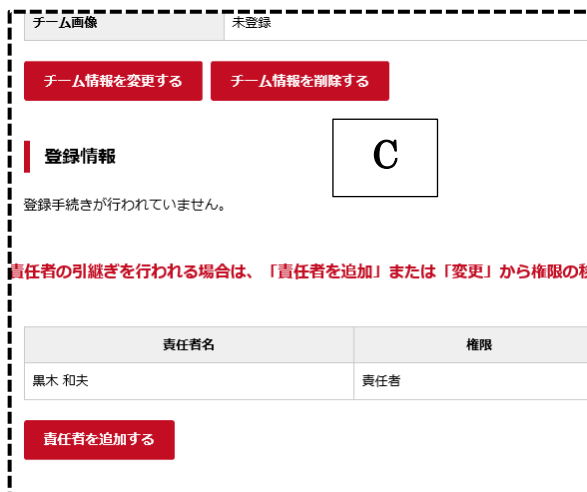 チーム画像 未登録
チーム情報を変更する チーム情報を削除する
登録情報
C
登録手続きが行われていません。
責任者の引継ぎを行われる場合は、「責任者を追加」または「変更」から権限の
責任者名 権限
黒木 和夫 責任者
責任者を追加する